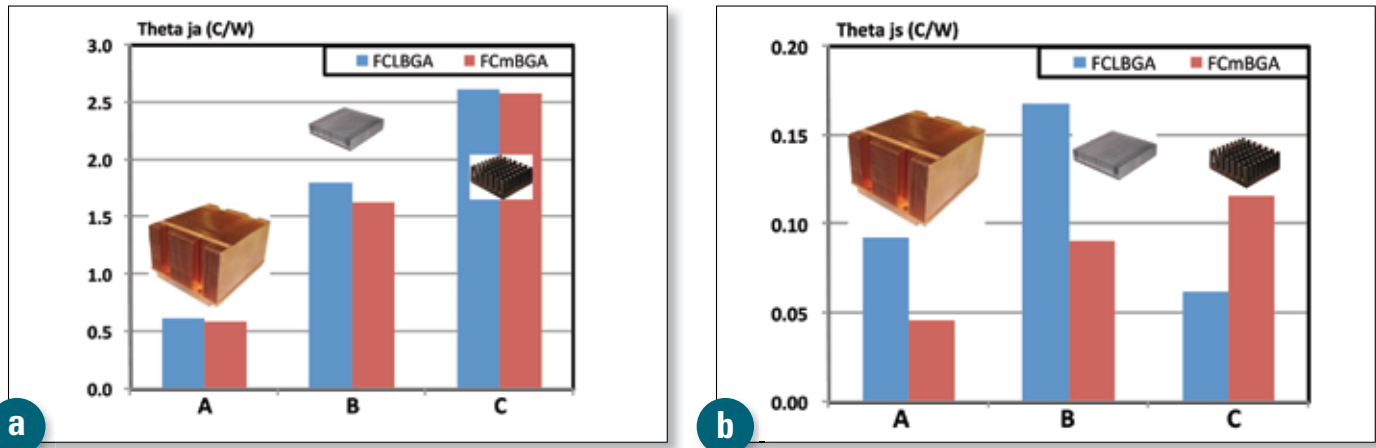 Theta ja (C/W)
3.0
FCLBGA FCmBGA
2.5
2.0
1.5
1.0
0.5
0.0
A B C
a
Theta js (C/W)
0.20
FCLBGA FCmBGA
0.15
0.10
0.05
0.00
A B C
b